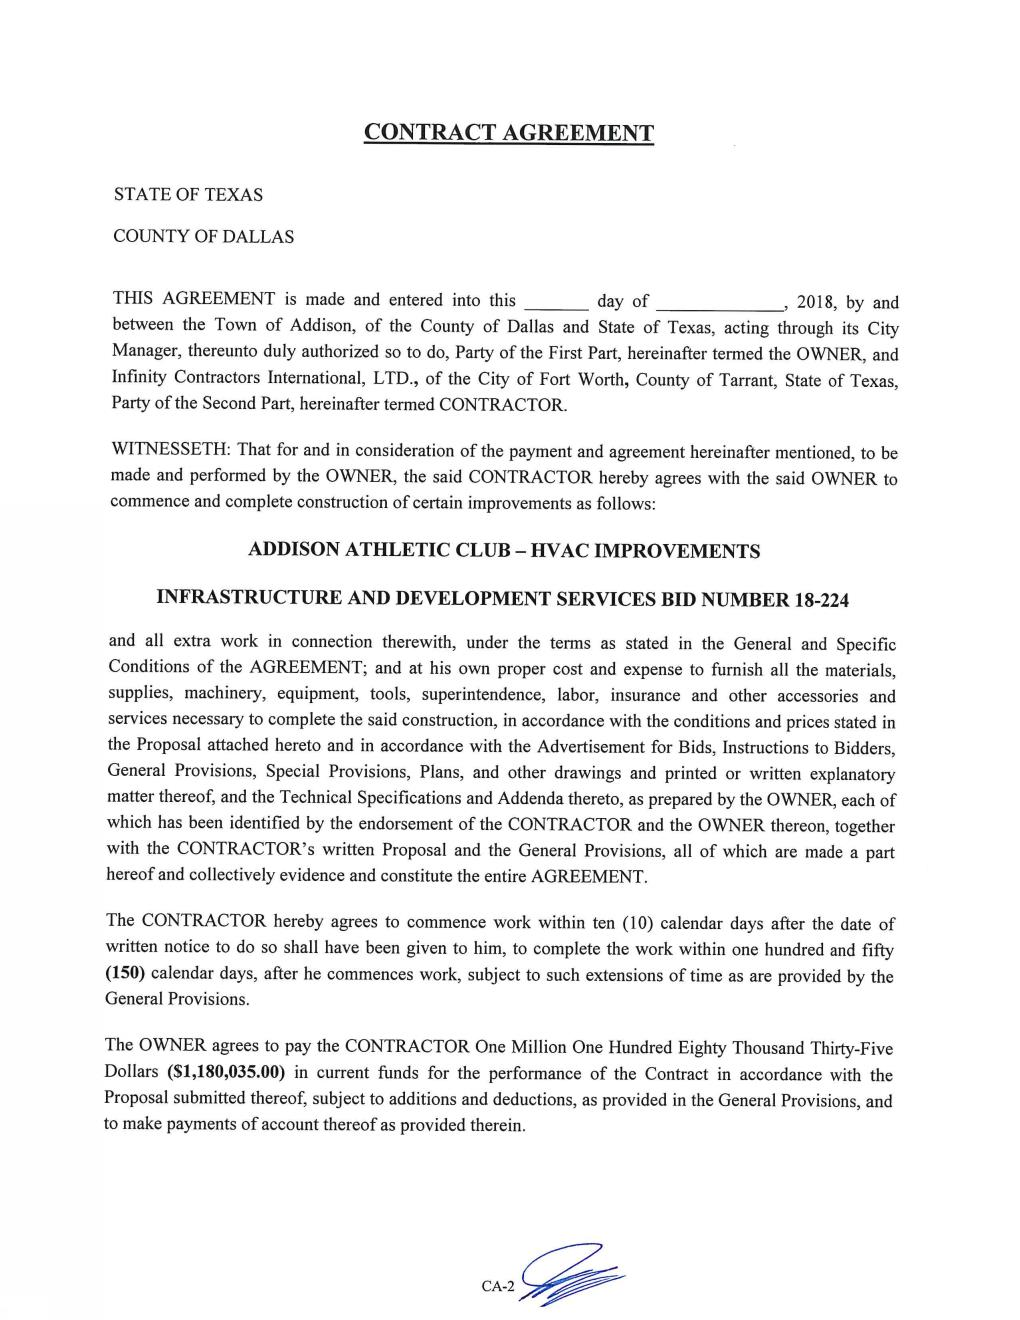 CONTRACT AGREEMENT
STATE OF TEXAS
COUNTY OF DALLAS
THIS AGREEMENT is made and entered into this _______ day of ______________, 2018, by and
between the Town of Addison, of the County of Dallas and State of Texas, acting through its City
Manager, thereunto duly authorized so to do, Party of the First Part, hereinafter termed the OWNER, and
Infinity Contractors International, LTD., of the City of Fort Worth, County of Tarrant, State of Texas,
Party of the Second Part, hereinafter termed CONTRACTOR.
WITNESSETH: That for and in consideration of the payment and agreement hereinafter mentioned, to be
made and performed by the OWNER, the said CONTRACTOR hereby agrees with the said OWNER to
commence and complete construction of certain improvements as follows:
ADDISON ATHLETIC CLUB – HVAC IMPROVEMENTS
INFRASTRUCTURE AND DEVELOPMENT SERVICES BID NUMBER 18-224
and all extra work in connection therewith, under the terms as stated in the General and Specific
Conditions of the AGREEMENT; and at his own proper cost and expense to furnish all the materials,
supplies, machinery, equipment, tools, superintendence, labor, insurance and other accessories and
services necessary to complete the said construction, in accordance with the conditions and prices stated in
the Proposal attached hereto and in accordance with the Advertisement for Bids, Instructions to Bidders,
General Provisions, Special Provisions, Plans, and other drawings and printed or written explanatory
matter thereof, and the Technical Specifications and Addenda thereto, as prepared by the OWNER, each of
which has been identified by the endorsement of the CONTRACTOR and the OWNER thereon, together
with the CONTRACTOR's written Proposal and the General Provisions, all of which are made a part
hereof and collectively evidence and constitute the entire AGREEMENT.
The CONTRACTOR hereby agrees to commence work within ten (10) calendar days after the date of
written notice to do so shall have been given to him, to complete the work within one hundred and fifty
(150) calendar days, after he commences work, subject to such extensions of time as are provided by the
General Provisions.
The OWNER agrees to pay the CONTRACTOR One Million One Hundred Eighty Thousand Thirty-Five
Dollars ($1,180,035.00) in current funds for the performance of the Contract in accordance with the
Proposal submitted thereof, subject to additions and deductions, as provided in the General Provisions, and
to make payments of account thereof as provided therein.
CA-2